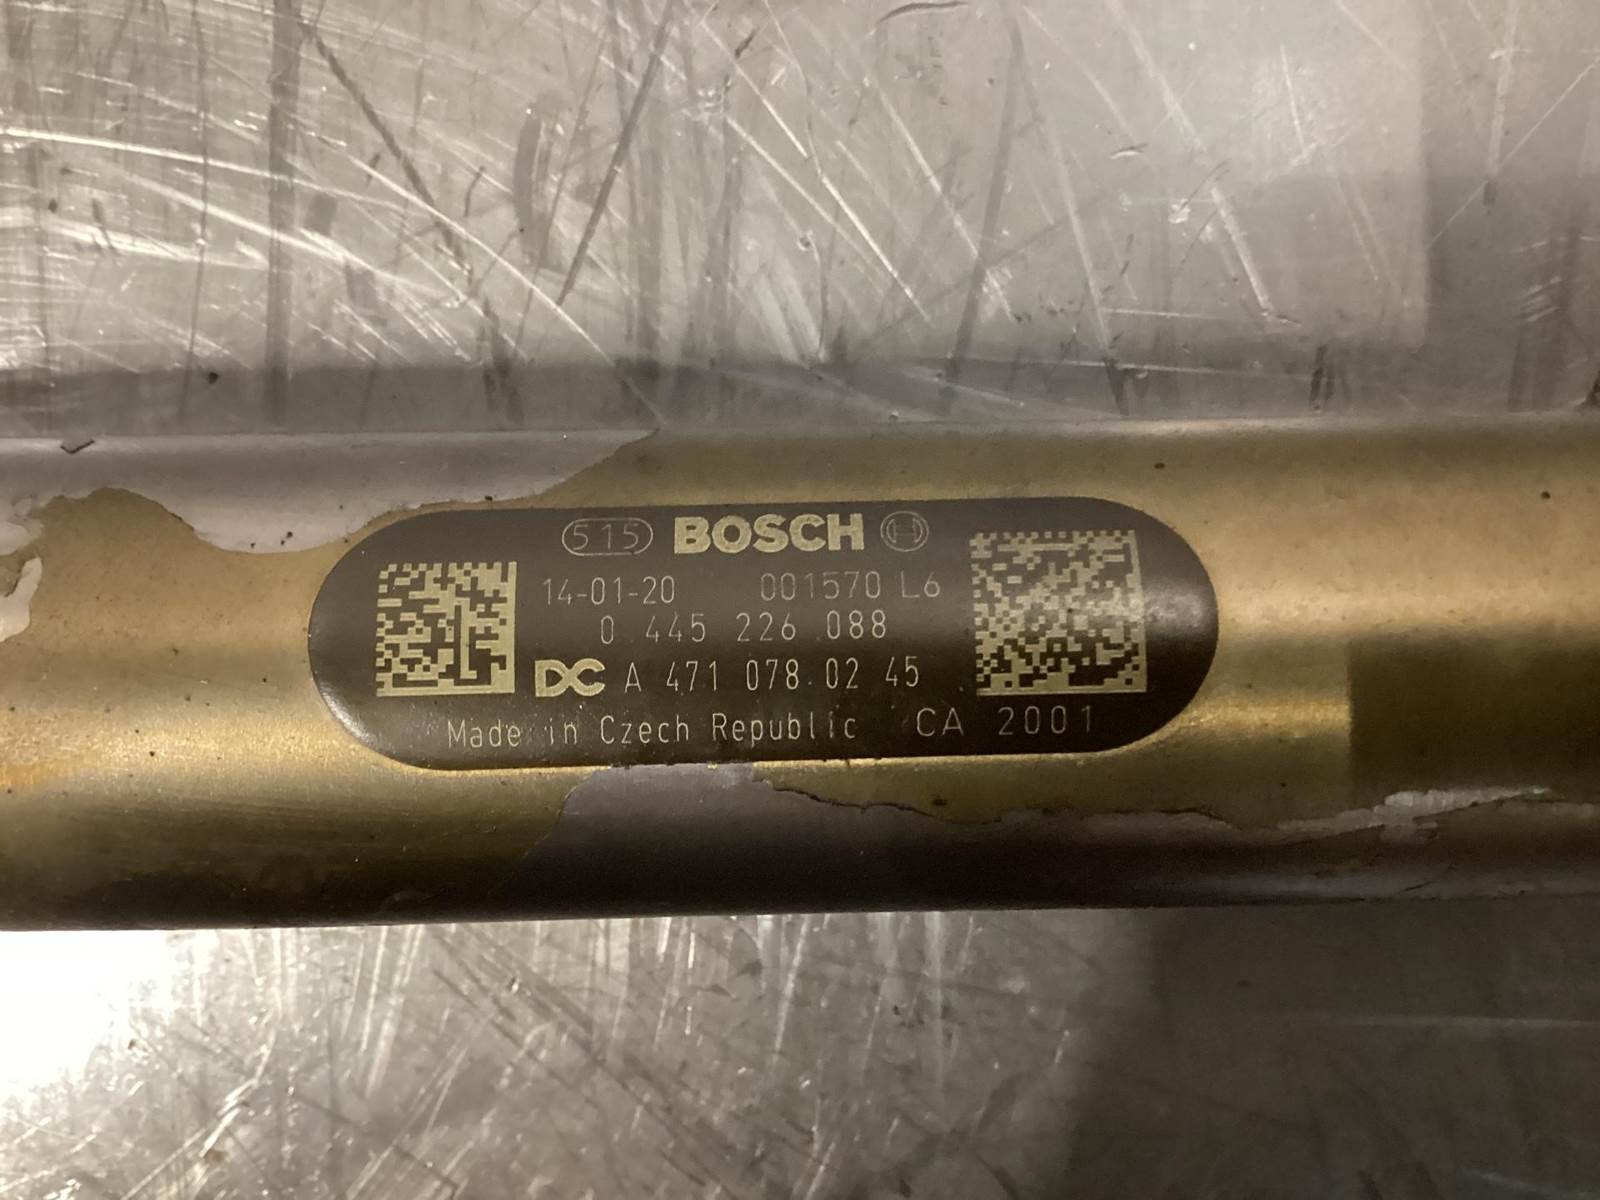 515 BOSCH
14-01-20 001570 L6
0 445 226 088
DC A 471 078 02 45
Made in Czech Republic CA 2001